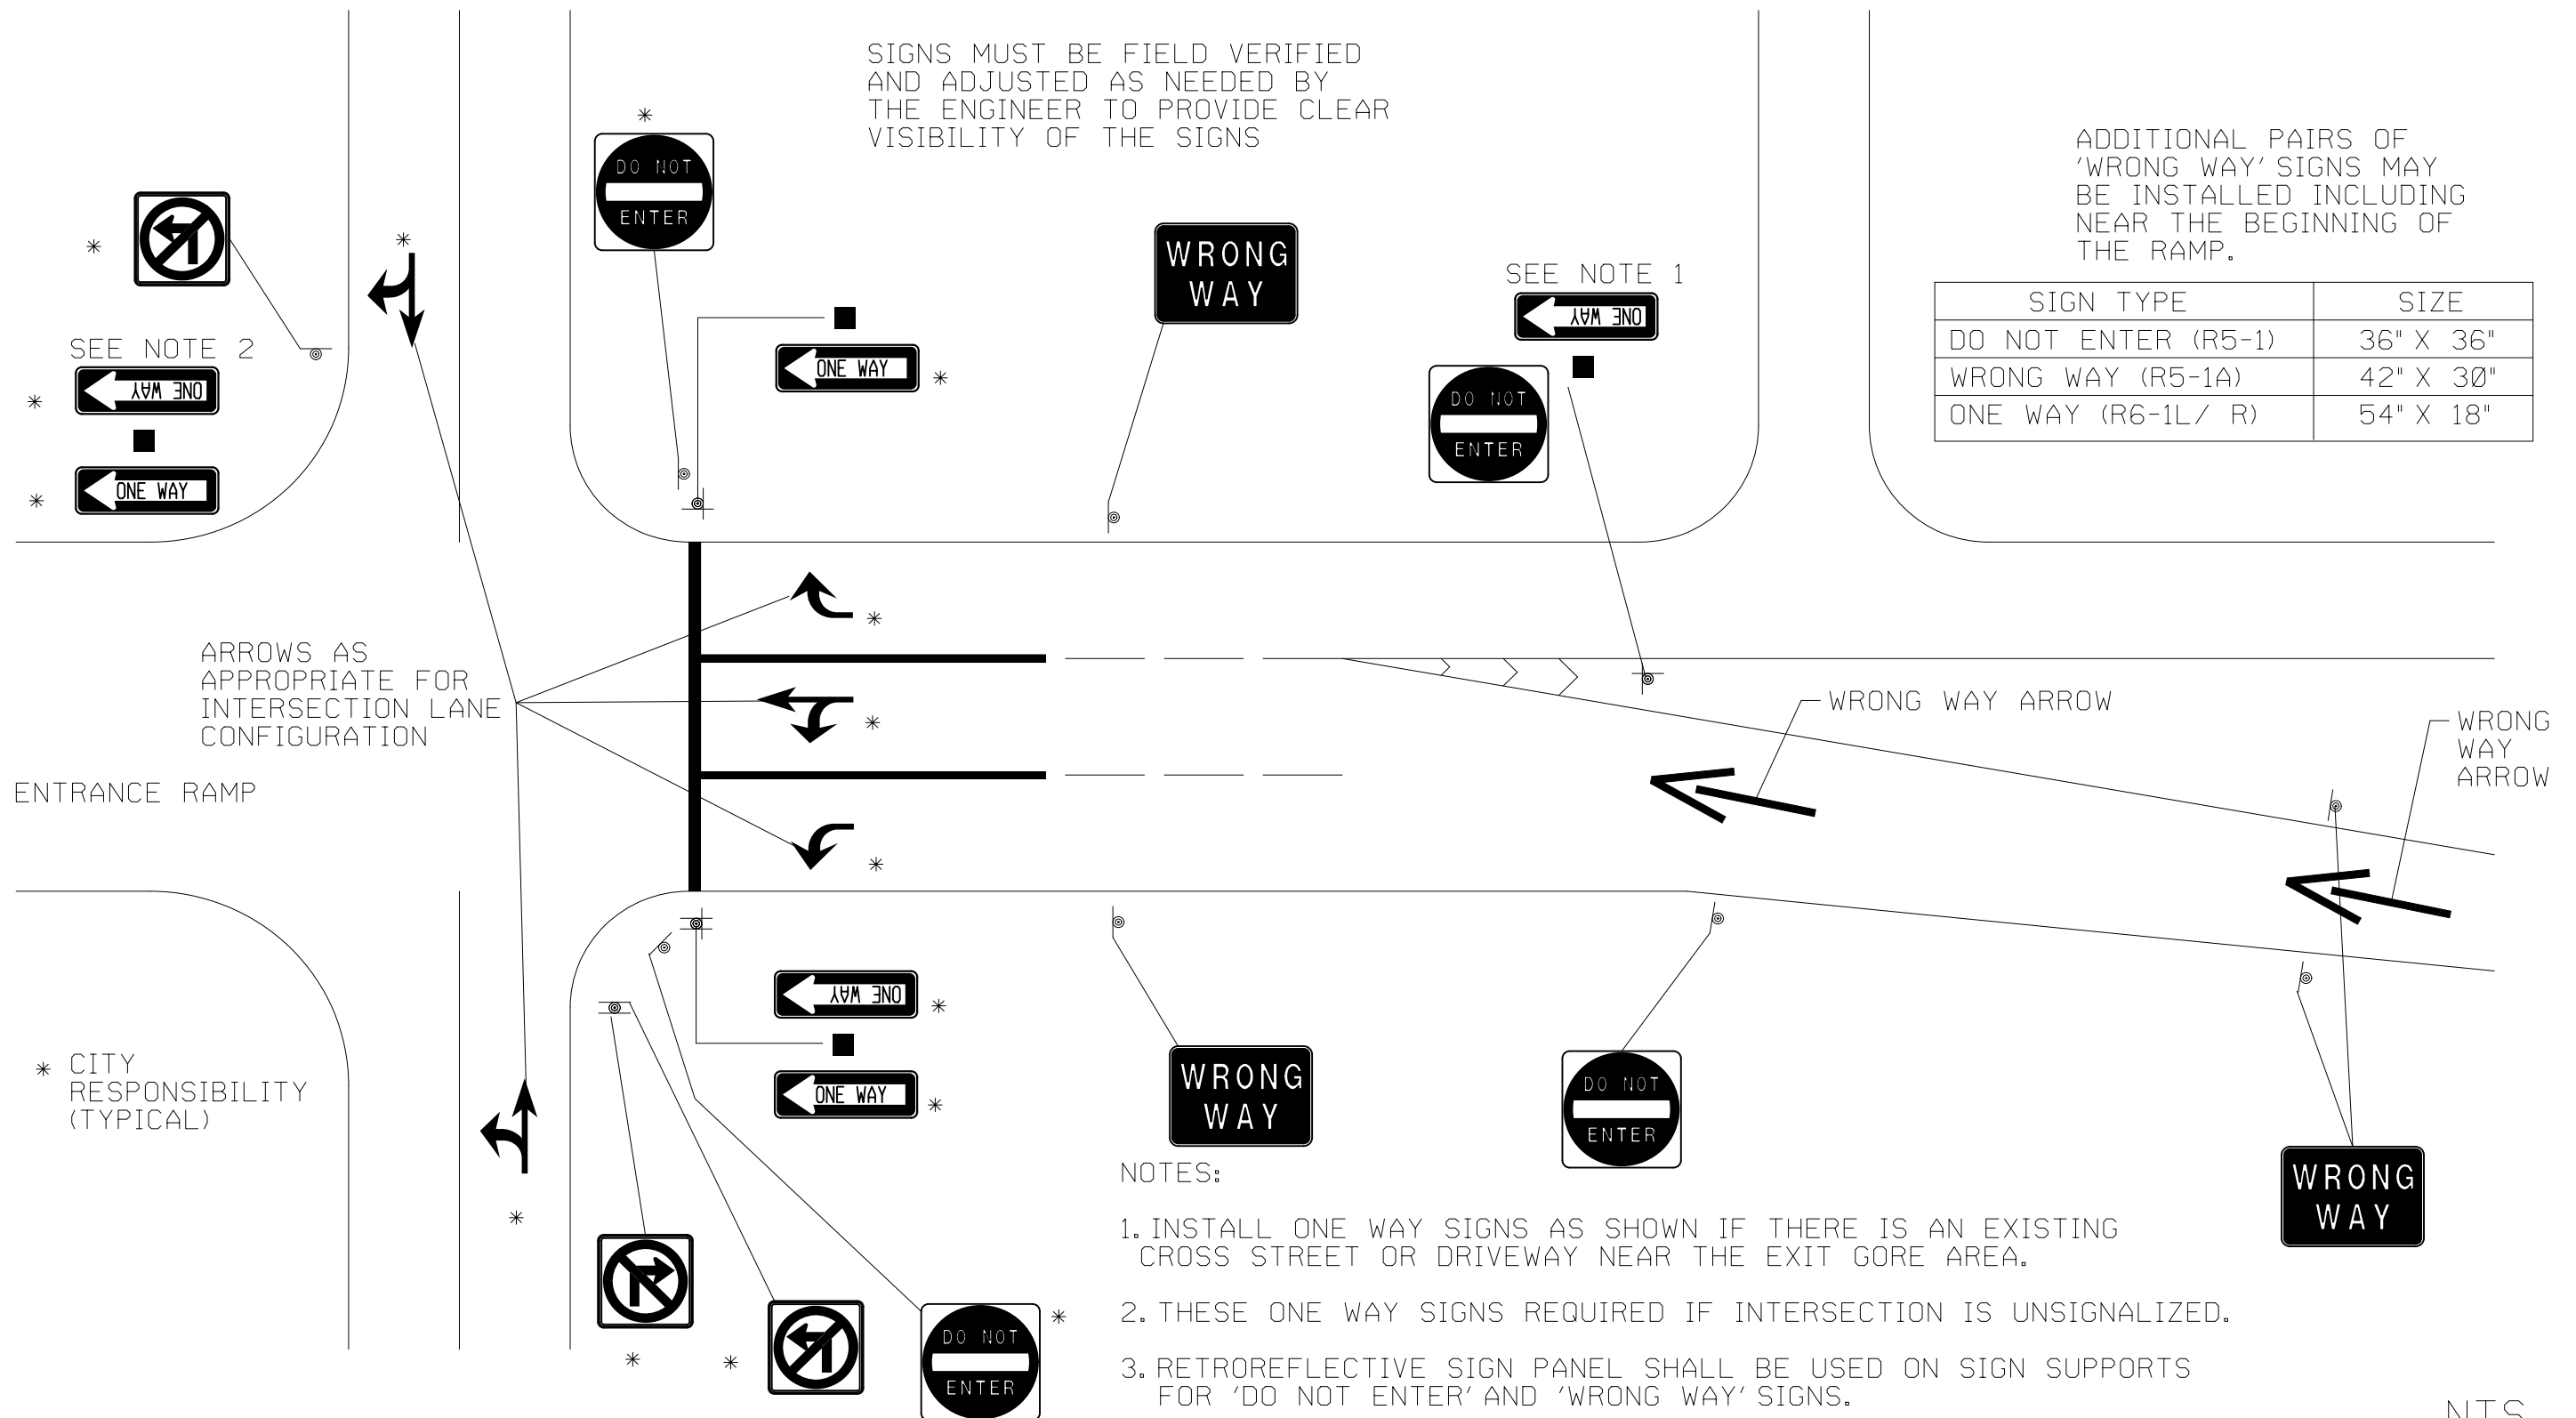 SIGNS MUST BE FIELD VERIFIED
AND ADJUSTED AS NEEDED BY
THE ENGINEER TO PROVIDE CLEAR
VISIBILITY OF THE SIGNS
ADDITIONAL PAIRS OF
'WRONG WAY' SIGNS MAY
BE INSTALLED INCLUDING
NEAR THE BEGINNING OF
THE RAMP.
SIGN TYPE SIZE
DO NOT ENTER (R5-1) 36" X 36"
WRONG WAY (R5-1A) 42" X 30"
ONE WAY (R6-1L/ R) 54" X 18"
*
DO NOT
ENTER
*
*
SEE NOTE 2
* ONE WAY
* ONE WAY
ONE WAY *
WRONG
WAY
SEE NOTE 1
ONE WAY
DO NOT
ENTER
*
*
*
ARROWS AS
APPROPRIATE FOR
INTERSECTION LANE
CONFIGURATION
ENTRANCE RAMP
WRONG WAY ARROW
WRONG
WAY
ARROW
ONE WAY *
ONE WAY *
* CITY
RESPONSIBILITY
(TYPICAL)
*
*
*
DO NOT
ENTER
*
WRONG
WAY
DO NOT
ENTER
WRONG
WAY
NOTES:
1. INSTALL ONE WAY SIGNS AS SHOWN IF THERE IS AN EXISTING
CROSS STREET OR DRIVEWAY NEAR THE EXIT GORE AREA.
2. THESE ONE WAY SIGNS REQUIRED IF INTERSECTION IS UNSIGNALIZED.
3. RETROREFLECTIVE SIGN PANEL SHALL BE USED ON SIGN SUPPORTS
FOR 'DO NOT ENTER' AND 'WRONG WAY' SIGNS.
NTS